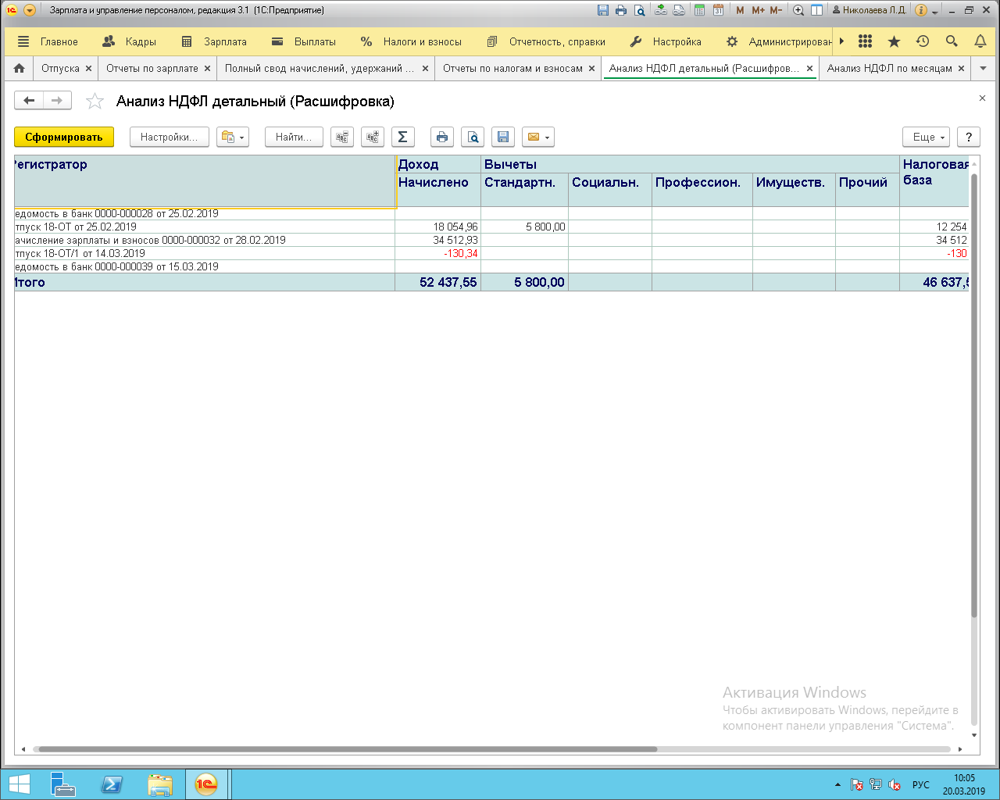 Зарплата и управление персоналом, редакция 3.1 (1С:Предприятие)
M M+ M- Николаева Л.Д.
Главное Кадры Зарплата Выплаты Налоги и взносы Отчетность, справки Настройка Администрирован
Отпуска Отчеты по зарплате Полный свод начислений, удержаний ... Отчеты по налогам и взносам Анализ НДФЛ детальный (Расшифров... Анализ НДФЛ по месяцам
Анализ НДФЛ детальный (Расшифровка)
Сформировать Настройки... Найти... Σ Еще ?
Регистратор Доход Вычеты Налоговая
Начислено Стандартн. Социальн. Профессион. Имуществ. Прочий база
едомость в банк 0000-000028 от 25.02.2019
тпуск 18-ОТ от 25.02.2019 18 054,96 5 800,00 12 254
ачисление зарплаты и взносов 0000-000032 от 28.02.2019 34 512,93 34 512
тпуск 18-ОТ/1 от 14.03.2019 -130,34 -130
едомость в банк 0000-000039 от 15.03.2019
Итого 52 437,55 5 800,00 46 637,5
Активация Windows
Чтобы активировать Windows, перейдите в
компонент панели управления "Система".
РУС 10:05
20.03.2019